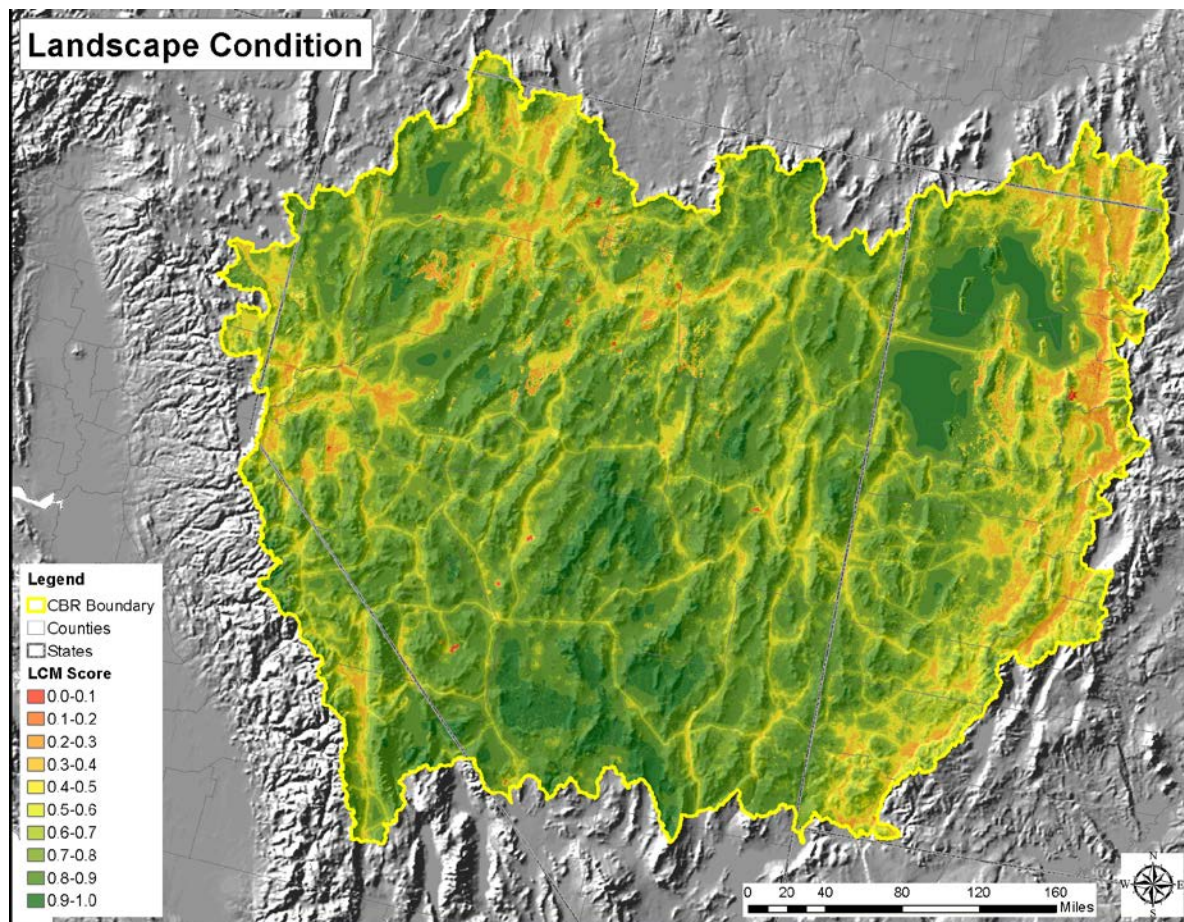 Landscape Condition
Legend
CBR Boundary
Counties
States
LCM Score
0.0-0.1
0.1-0.2
0.2-0.3
0.3-0.4
0.4-0.5
0.5-0.6
0.6-0.7
0.7-0.8
0.8-0.9
0.9-1.0
0 20 40 80 120 160
Miles
N
W E
S